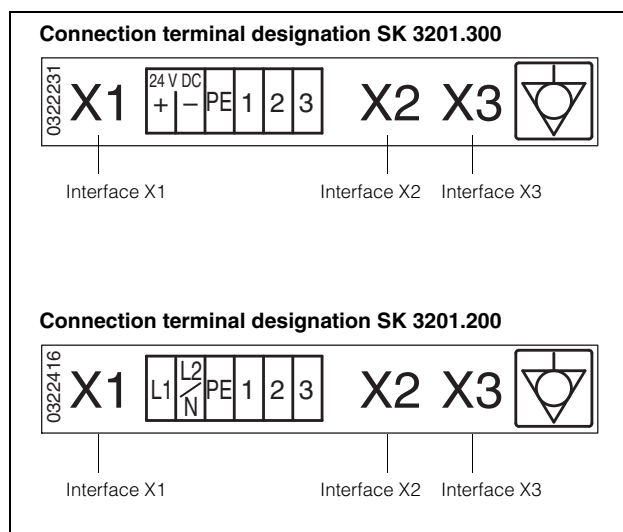 Connection terminal designation SK 3201.300
0322231 X1 24 V DC + – PE 1 2 3 X2 X3
Interface X1 Interface X2 Interface X3
Connection terminal designation SK 3201.200
0322416 X1 L1 L2/N PE 1 2 3 X2 X3
Interface X1 Interface X2 Interface X3